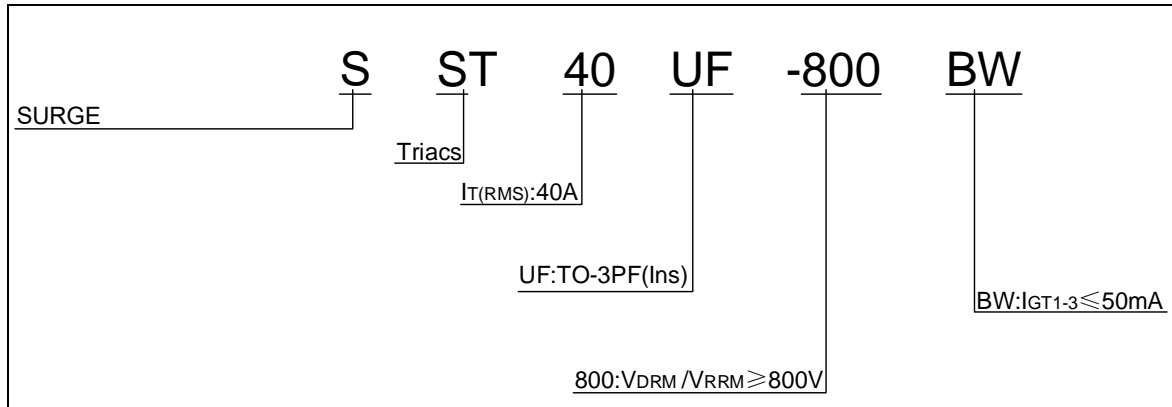 S ST 40 UF -800 BW
SURGE
Triacs
IT(RMS):40A
UF:TO-3PF(Ins)
BW:IGT1-3≤50mA
800:VDRM/VRRM≥800V